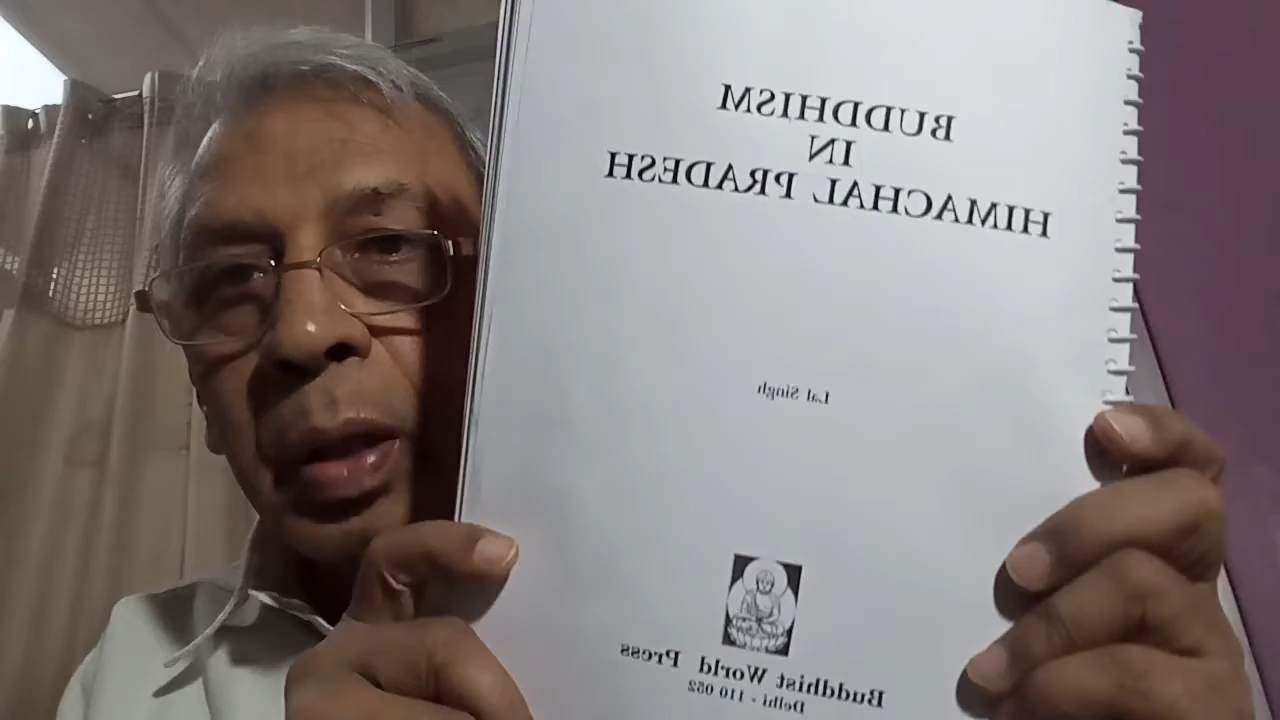 BUDDHISM
IN
HIMACHAL PRADESH
Lal Singh
Buddhist World Press
Delhi - 110 052